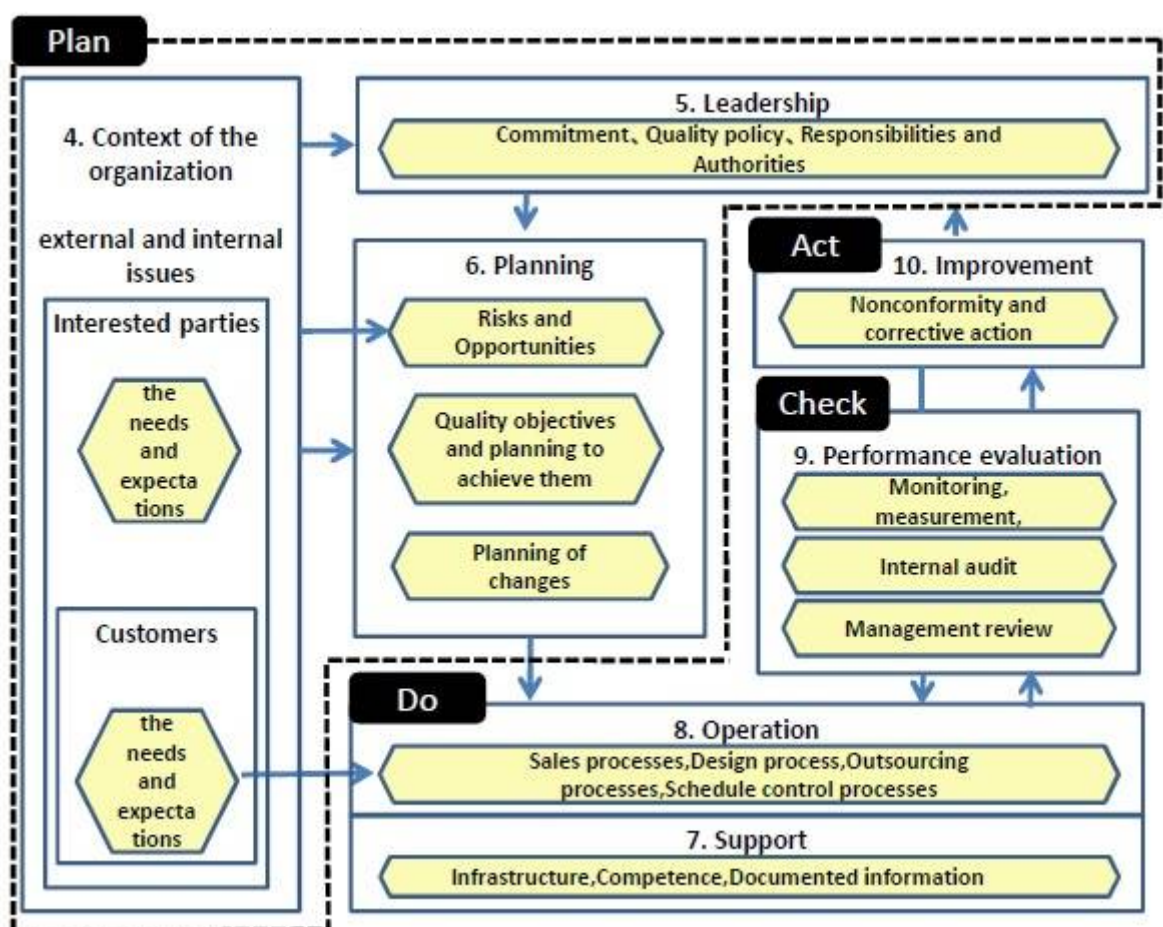 Plan
4. Context of the
organization
external and internal
issues
Interested parties
the
needs
and
expecta
tions
Customers
the
needs
and
expecta
tions
5. Leadership
Commitment、Quality policy、Responsibilities and
Authorities
6. Planning
Risks and
Opportunities
Quality objectives
and planning to
achieve them
Planning of
changes
Act
10. Improvement
Nonconformity and
corrective action
Check
9. Performance evaluation
Monitoring,
measurement,
Internal audit
Management review
Do
8. Operation
Sales processes,Design process,Outsourcing
processes,Schedule control processes
7. Support
Infrastructure,Competence,Documented information